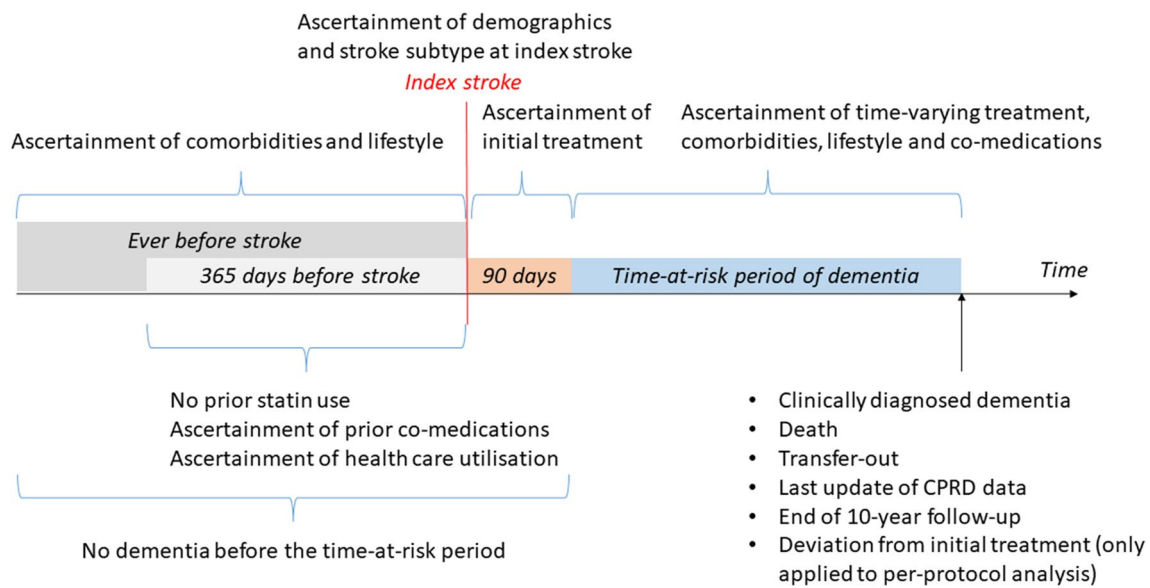 Ascertainment of demographics
and stroke subtype at index stroke
Index stroke
Ascertainment of comorbidities and lifestyle
Ascertainment of
initial treatment
Ascertainment of time-varying treatment,
comorbidities, lifestyle and co-medications
Ever before stroke
365 days before stroke
90 days
Time-at-risk period of dementia
Time
No prior statin use
Ascertainment of prior co-medications
Ascertainment of health care utilisation
No dementia before the time-at-risk period
• Clinically diagnosed dementia
• Death
• Transfer-out
• Last update of CPRD data
• End of 10-year follow-up
• Deviation from initial treatment (only
applied to per-protocol analysis)